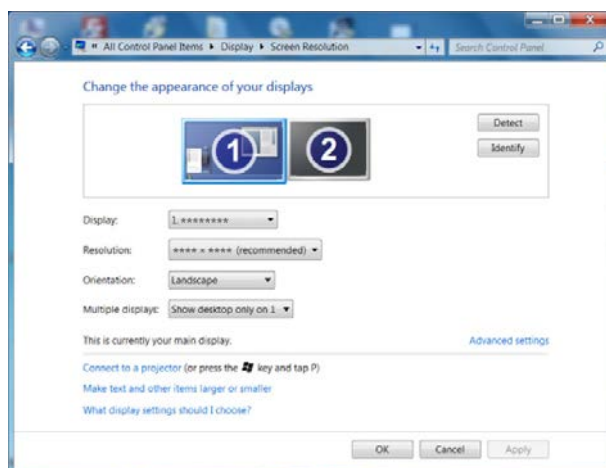 « All Control Panel Items ▸ Display ▸ Screen Resolution
Search Control Panel
Change the appearance of your displays
1
2
Detect
Identify
Display: 1. ********
Resolution: **** × **** (recommended)
Orientation: Landscape
Multiple displays: Show desktop only on 1
This is currently your main display.
Advanced settings
Connect to a projector (or press the key and tap P)
Make text and other items larger or smaller
What display settings should I choose?
OK
Cancel
Apply